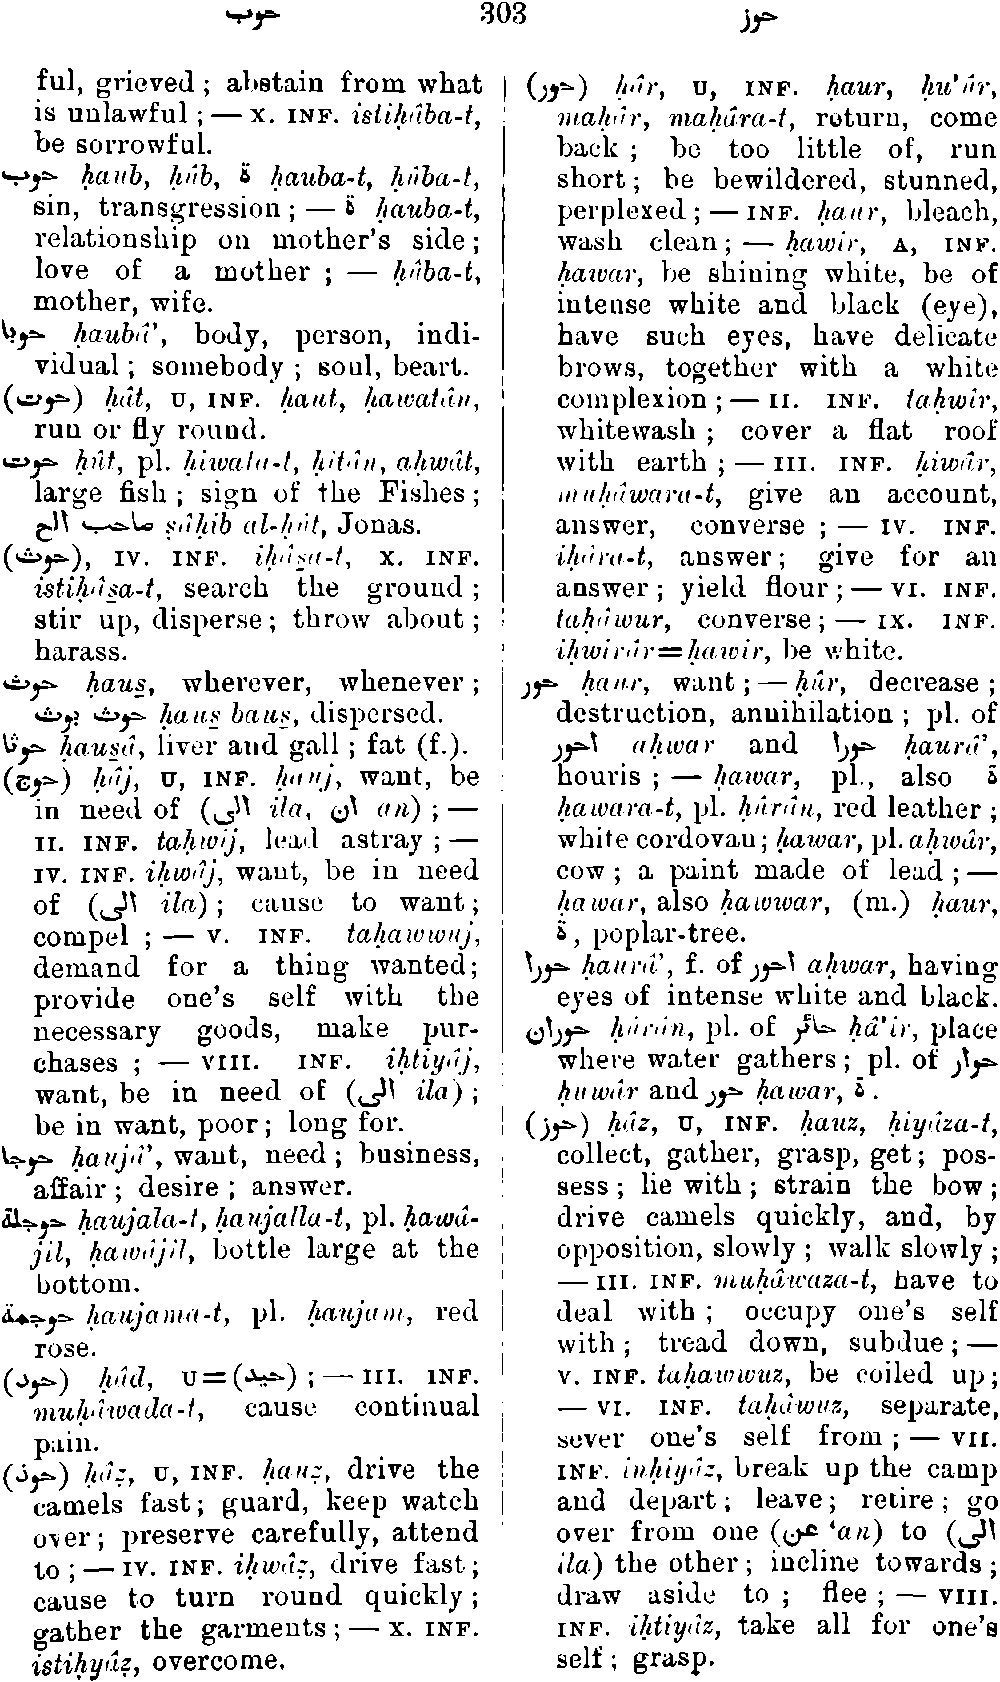 حوب 303 حوز
ful, grieved ; abstain from what
is unlawful ; — X. INF. istiḥâba-t,
be sorrowful.
حوب ḥaub, ḥûb, ة ḥauba-t, ḥûba-t,
sin, transgression ; — ة ḥauba-t,
relationship on mother's side ;
love of a mother ; — ḥûba-t,
mother, wife.
حوبا ḥaubâ', body, person, indi-
vidual ; somebody ; soul, heart.
(حوت) ḥât, U, INF. ḥaut, ḥawatân,
run or fly round.
حوت ḥût, pl. ḥiwata-t, ḥîtân, aḥwât,
large fish ; sign of the Fishes ;
صاحب الح ṣâḥib al-ḥût, Jonas.
(حوث), IV. INF. iḥâs̱a-t, X. INF.
istiḥâs̱a-t, search the ground ;
stir up, disperse ; throw about ;
harass.
حوث ḥaus̱, wherever, whenever ;
حوث بوث ḥaus̱ baus̱, dispersed.
حوثا ḥaus̱â, liver and gall ; fat (f.).
(حوج) ḥâj, U, INF. ḥauj, want, be
in need of (الى ila, ان an) ; —
II. INF. taḥwîj, lead astray ; —
IV. INF. iḥwâj, want, be in need
of (الى ila) ; cause to want ;
compel ; — V. INF. taḥawwuj,
demand for a thing wanted ;
provide one's self with the
necessary goods, make pur-
chases ; — VIII. INF. iḥtiyâj,
want, be in need of (الى ila) ;
be in want, poor ; long for.
حوجا ḥaujâ', want, need ; business,
affair ; desire ; answer.
حوجلة ḥaujala-t, ḥaujalla-t, pl. ḥawâ-
jil, ḥawâjîl, bottle large at the
bottom.
حوجمة ḥaujama-t, pl. ḥaujam, red
rose.
(حود) ḥâd, U = (حيد) ; — III. INF.
muḥâwada-t, cause continual
pain.
(حوذ) ḥâẕ, U, INF. ḥauẕ, drive the
camels fast ; guard, keep watch
over ; preserve carefully, attend
to ; — IV. INF. iḥwâẕ, drive fast ;
cause to turn round quickly ;
gather the garments ; — X. INF.
istiḥyâẕ, overcome.
(حور) ḥâr, U, INF. ḥaur, ḥu'ûr,
maḥâr, maḥâra-t, return, come
back ; be too little of, run
short ; be bewildered, stunned,
perplexed ; — INF. ḥaur, bleach,
wash clean ; — ḥawir, A, INF.
ḥawar, be shining white, be of
intense white and black (eye),
have such eyes, have delicate
brows, together with a white
complexion ; — II. INF. taḥwîr,
whitewash ; cover a flat roof
with earth ; — III. INF. ḥiwâr,
muḥâwara-t, give an account,
answer, converse ; — IV. INF.
iḥâra-t, answer ; give for an
answer ; yield flour ; — VI. INF.
taḥâwur, converse ; — IX. INF.
iḥwirâr = ḥawir, be white.
حور ḥaur, want ; — ḥûr, decrease ;
destruction, annihilation ; pl. of
احور aḥwar and حورا ḥaurâ',
houris ; — ḥawar, pl., also ة
ḥawara-t, pl. ḥûrân, red leather ;
white cordovan ; ḥawar, pl. aḥwâr,
cow ; a paint made of lead ; —
ḥawar, also ḥawwar, (m.) ḥaur,
ة, poplar-tree.
حورا ḥaurâ', f. of احور aḥwar, having
eyes of intense white and black.
حوران ḥûrân, pl. of حائر ḥâ'ir, place
where water gathers ; pl. of حوار
ḥuwâr and حور ḥawar, ة.
(حوز) ḥâz, U, INF. ḥauz, ḥiyâza-t,
collect, gather, grasp, get ; pos-
sess ; lie with ; strain the bow ;
drive camels quickly, and, by
opposition, slowly ; walk slowly ;
— III. INF. muḥâwaza-t, have to
deal with ; occupy one's self
with ; tread down, subdue ; —
V. INF. taḥawwuz, be coiled up ;
— VI. INF. taḥâwuz, separate,
sever one's self from ; — VII.
INF. inḥiyâz, break up the camp
and depart ; leave ; retire ; go
over from one (عن 'an) to (الى
ila) the other ; incline towards ;
draw aside to ; flee ; — VIII.
INF. iḥtiyâz, take all for one's
self ; grasp.